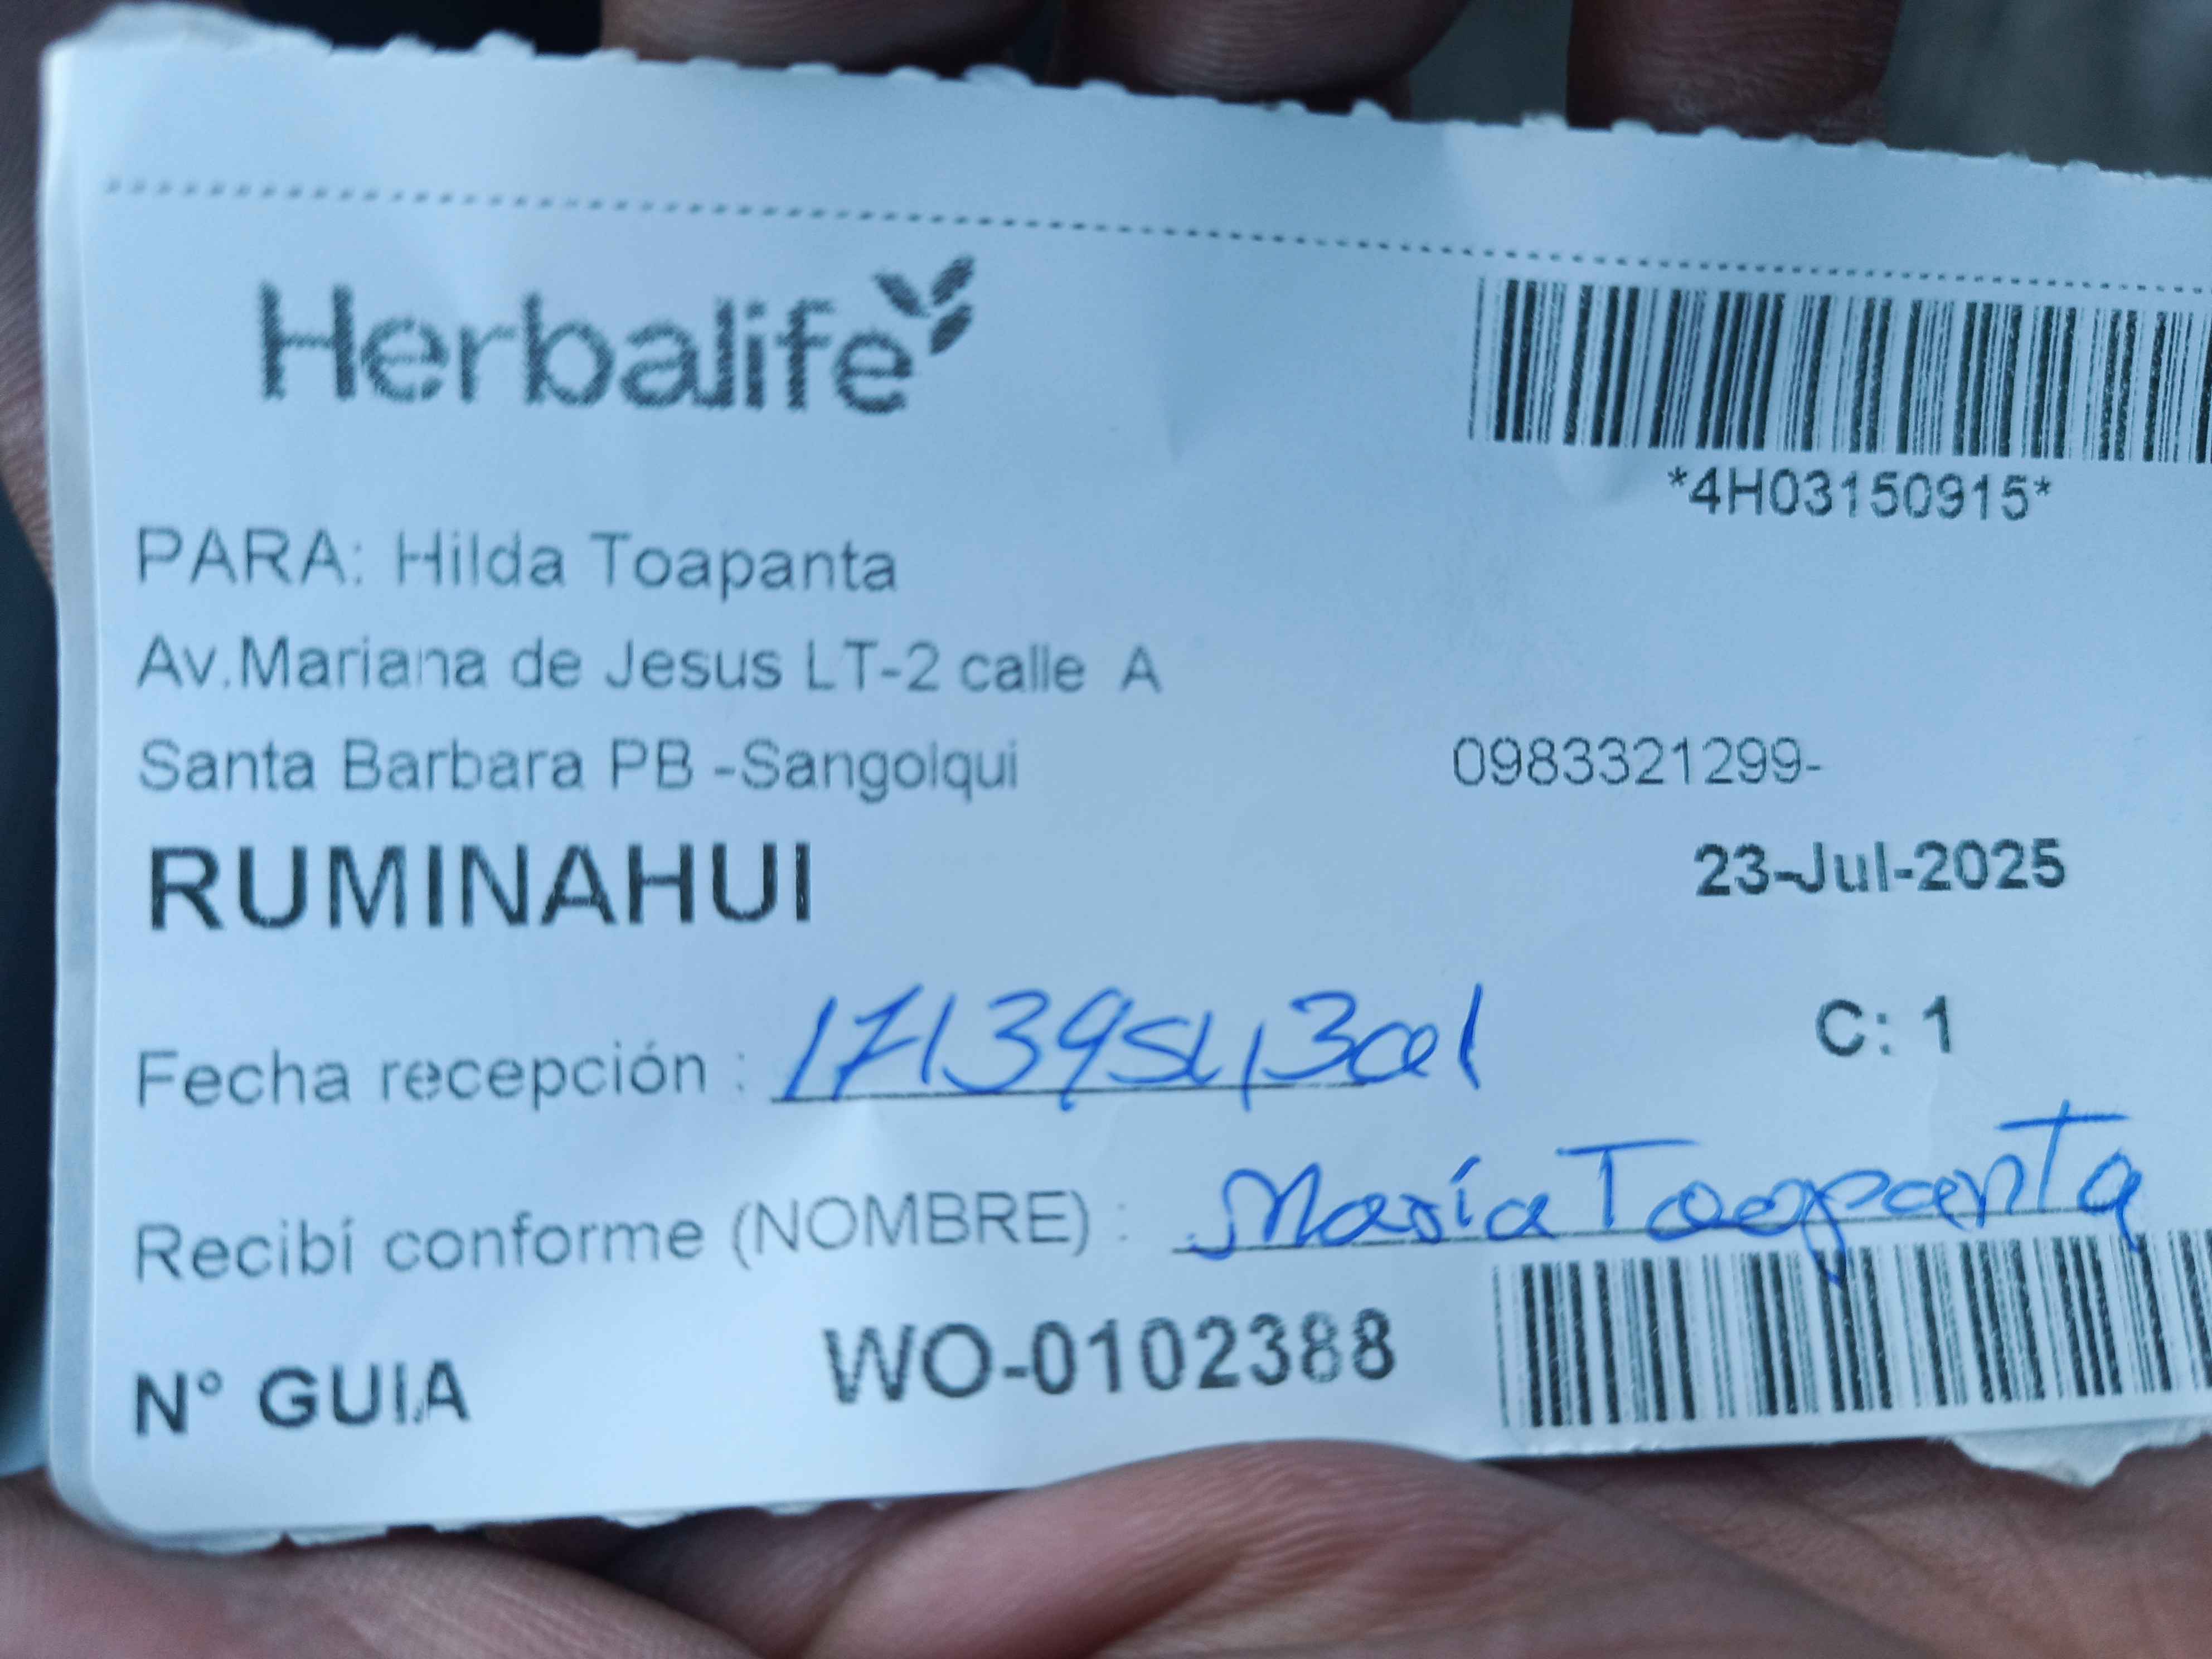 Herbalife
*4H03150915*
PARA: Hilda Toapanta
Av.Mariana de Jesus LT-2 calle A
Santa Barbara PB -Sangolqui
0983321299-
RUMINAHUI
23-Jul-2025
C: 1
Fecha recepción :
Recibí conforme (NOMBRE) : María Toapanta
N° GUIA WO-0102388